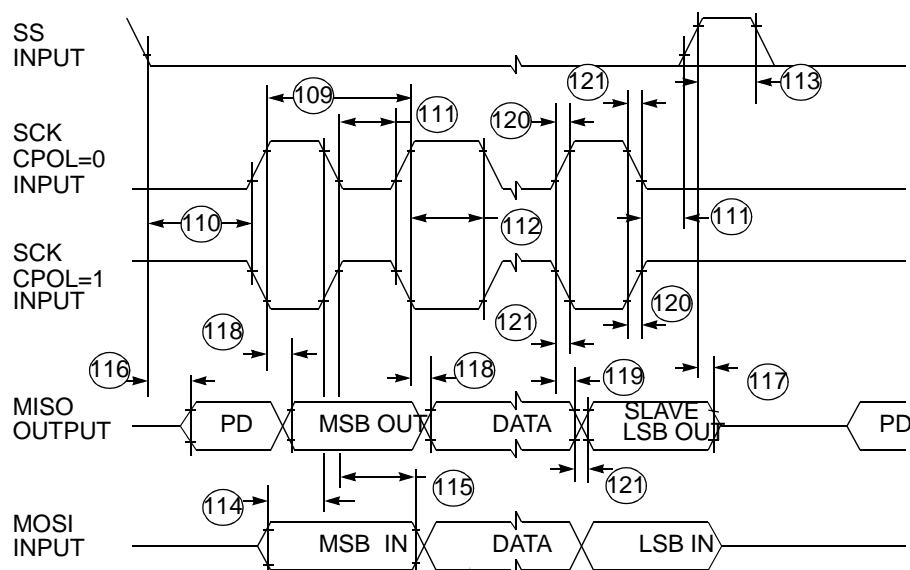 SS
INPUT
121
113
109
111
120
SCK
CPOL=0
INPUT
110
112
111
SCK
CPOL=1
INPUT
118
121
120
116
118
119
117
MISO
OUTPUT
PD
MSB OUT
DATA
SLAVE
LSB OUT
PD
114
115
121
MOSI
INPUT
MSB IN
DATA
LSB IN